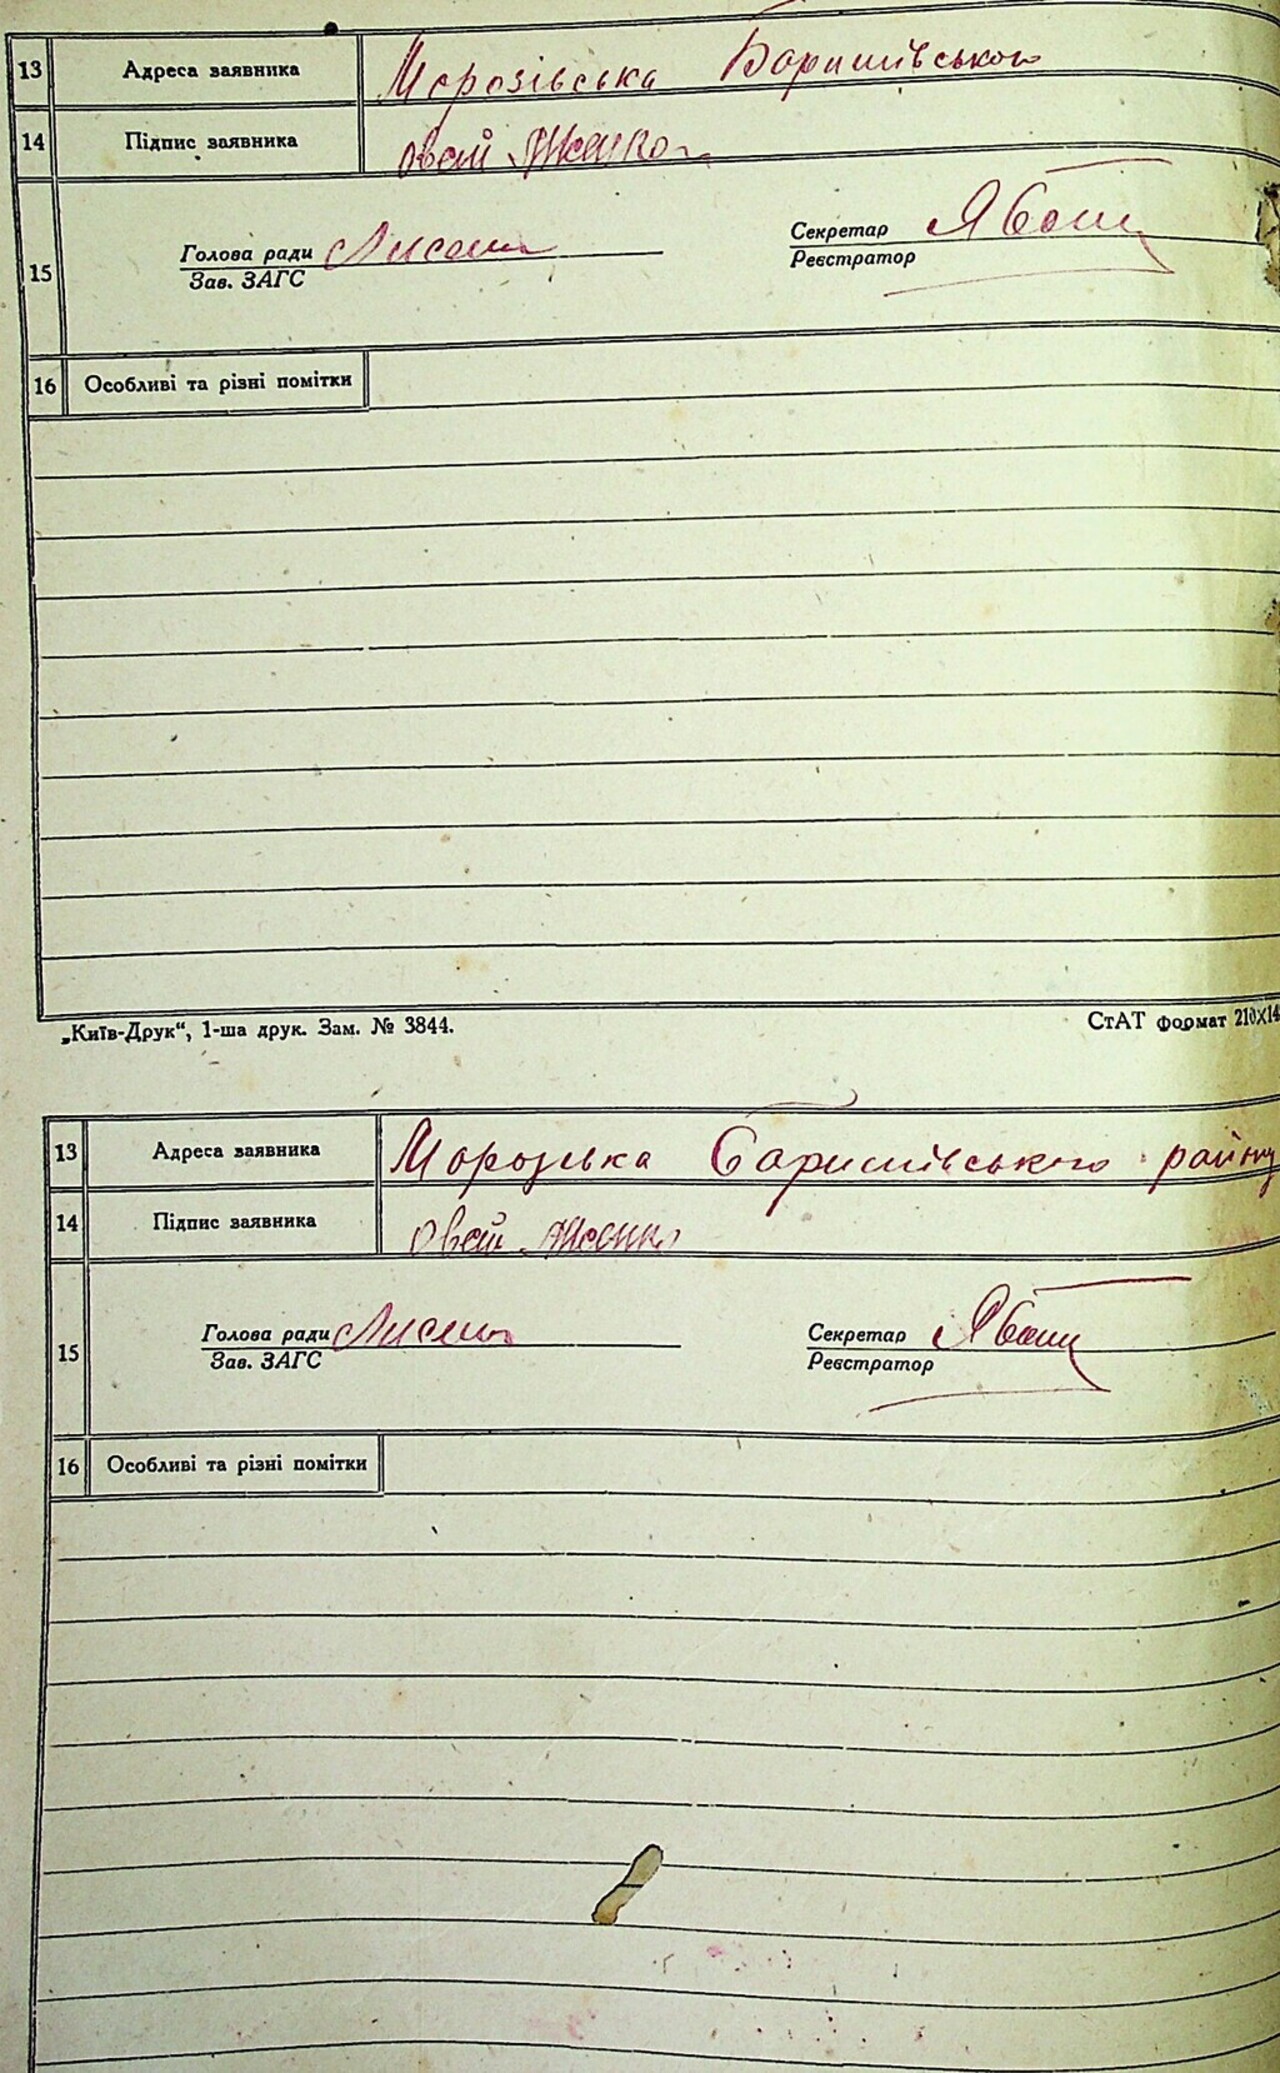 13 Адреса заявника Морозівська Баришівського
14 Підпис заявника
15 Голова ради Секретар
Зав. ЗАГС Реєстратор
16 Особливі та різні помітки
„Київ-Друк“, 1-ша друк. Зам. № 3844. СтАТ формат 210X14
13 Адреса заявника Баришівського району
14 Підпис заявника
15 Голова ради Секретар
Зав. ЗАГС Реєстратор
16 Особливі та різні помітки